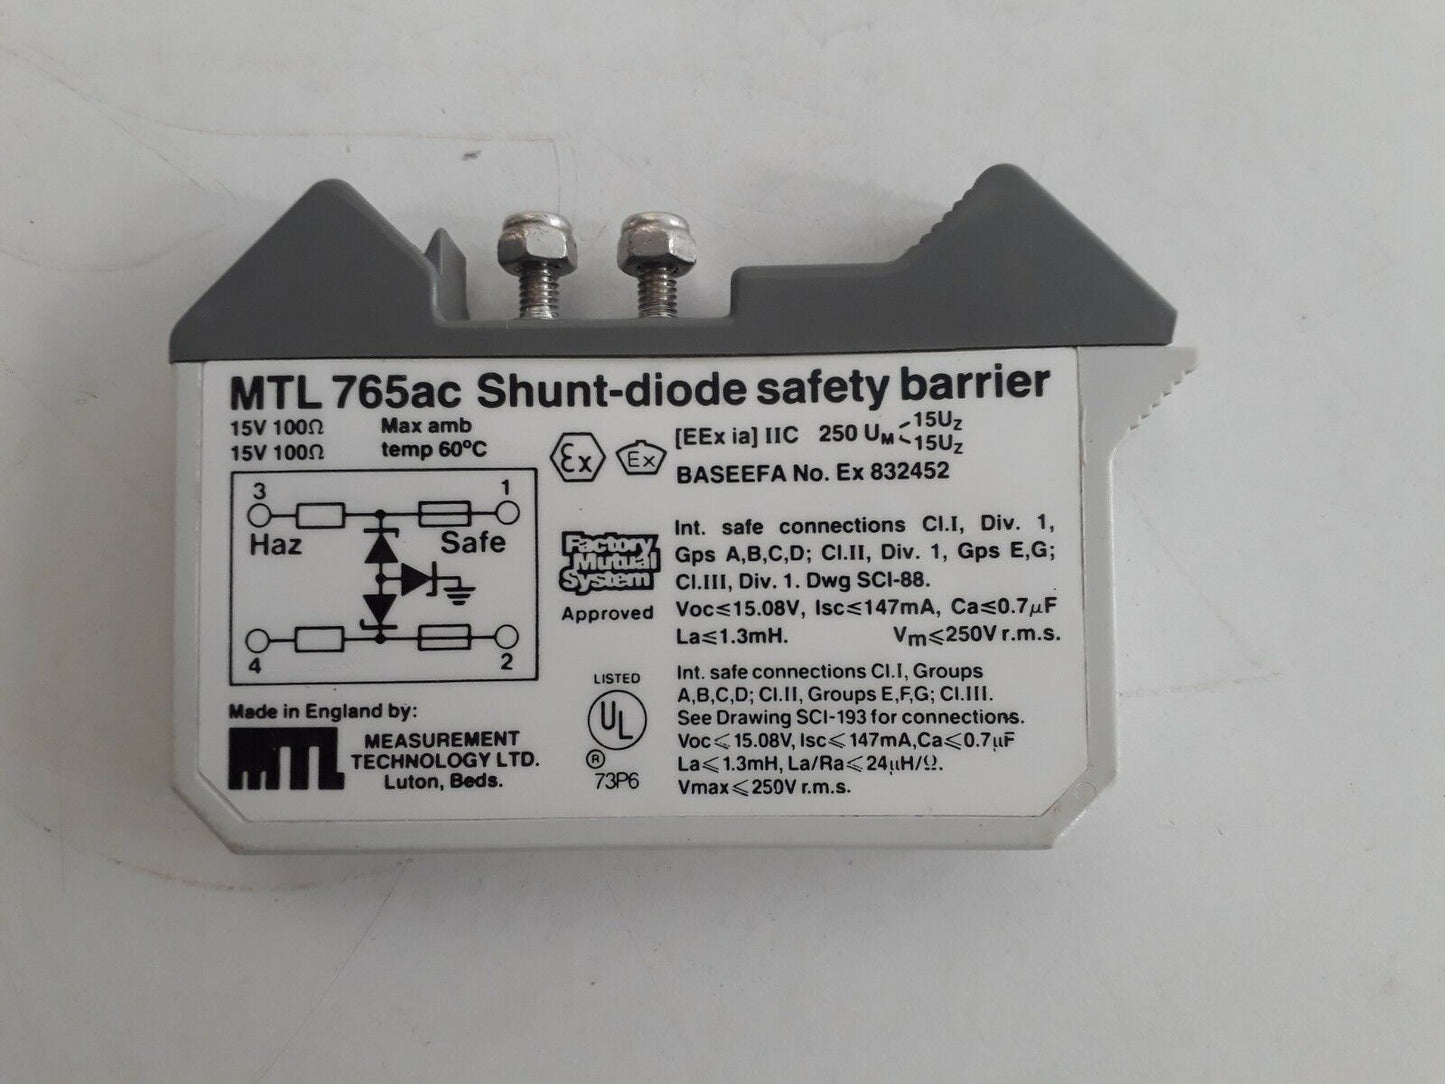 MTL 765ac Shunt-diode safety barrier
15V 100Ω
15V 100Ω
Max amb
temp 60°C
3
1
Haz
Safe
4
2
Made in England by:
MTL
MEASUREMENT
TECHNOLOGY LTD.
Luton, Beds.
Ex
Ex
[EEx ia] IIC 250 UM
15Uz
15Uz
BASEEFA No. Ex 832452
Factory
Mutual
System
Approved
Int. safe connections Cl.I, Div. 1,
Gps A,B,C,D; Cl.II, Div. 1, Gps E,G;
Cl.III, Div. 1. Dwg SCI-88.
Voc≤15.08V, Isc≤147mA, Ca≤0.7μF
La≤1.3mH. Vm≤250V r.m.s.
LISTED
UL
®
73P6
Int. safe connections Cl.I, Groups
A,B,C,D; Cl.II, Groups E,F,G; Cl.III.
See Drawing SCI-193 for connections.
Voc≤15.08V, Isc≤147mA,Ca≤0.7μF
La≤1.3mH, La/Ra≤24μH/Ω.
Vmax≤250V r.m.s.